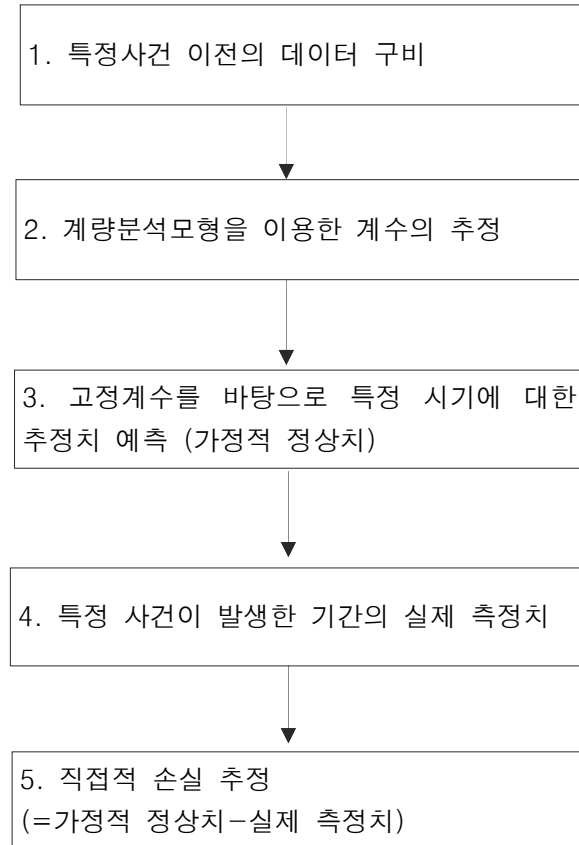 1. 특정사건 이전의 데이터 구비
2. 계량분석모형을 이용한 계수의 추정
3. 고정계수를 바탕으로 특정 시기에 대한
추정치 예측 (가정적 정상치)
4. 특정 사건이 발생한 기간의 실제 측정치
5. 직접적 손실 추정
(=가정적 정상치-실제 측정치)